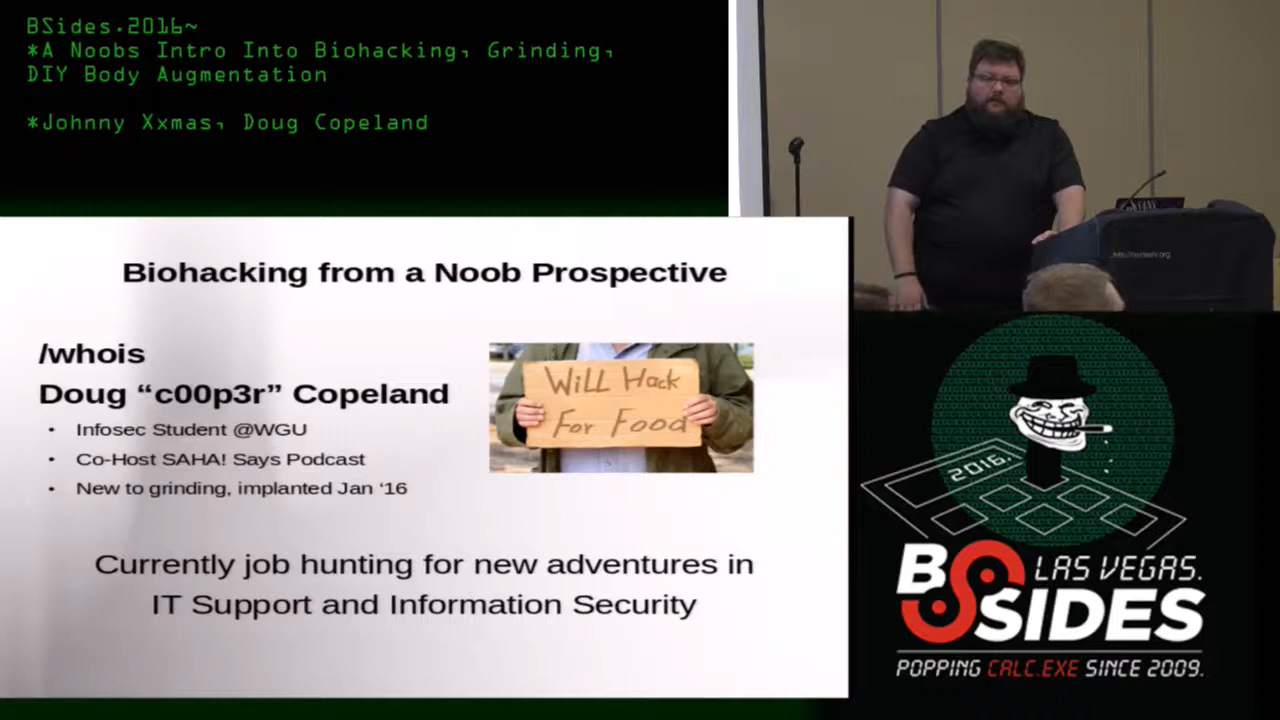 BSides.2016~
*A Noobs Intro Into Biohacking, Grinding,
DIY Body Augmentation
*Johnny Xxmas, Doug Copeland
Biohacking from a Noob Prospective
/whois
Doug “c00p3r” Copeland
• Infosec Student @WGU
• Co-Host SAHA! Says Podcast
• New to grinding, implanted Jan ‘16
WiLL Hack
For Food
Currently job hunting for new adventures in
IT Support and Information Security
2016.
BSIDES
LAS VEGAS.
POPPING CALC.EXE SINCE 2009.